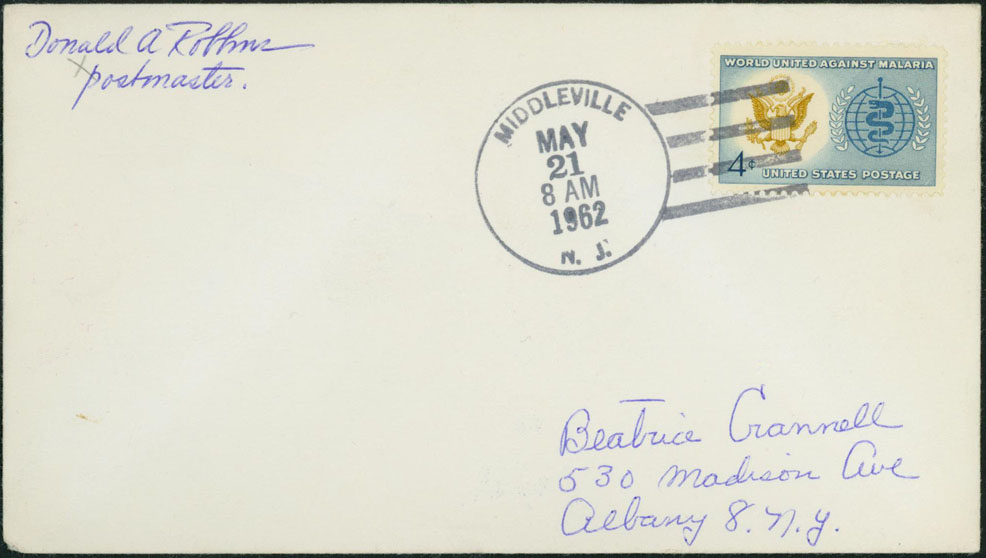 Donald A Robbins
postmaster.
MIDDLEVILLE
MAY
21
8 AM
1962
N. J.
WORLD UNITED AGAINST MALARIA
4¢
UNITED STATES POSTAGE
Beatrice Crannell
530 Madison Ave
Albany 8. N.Y.